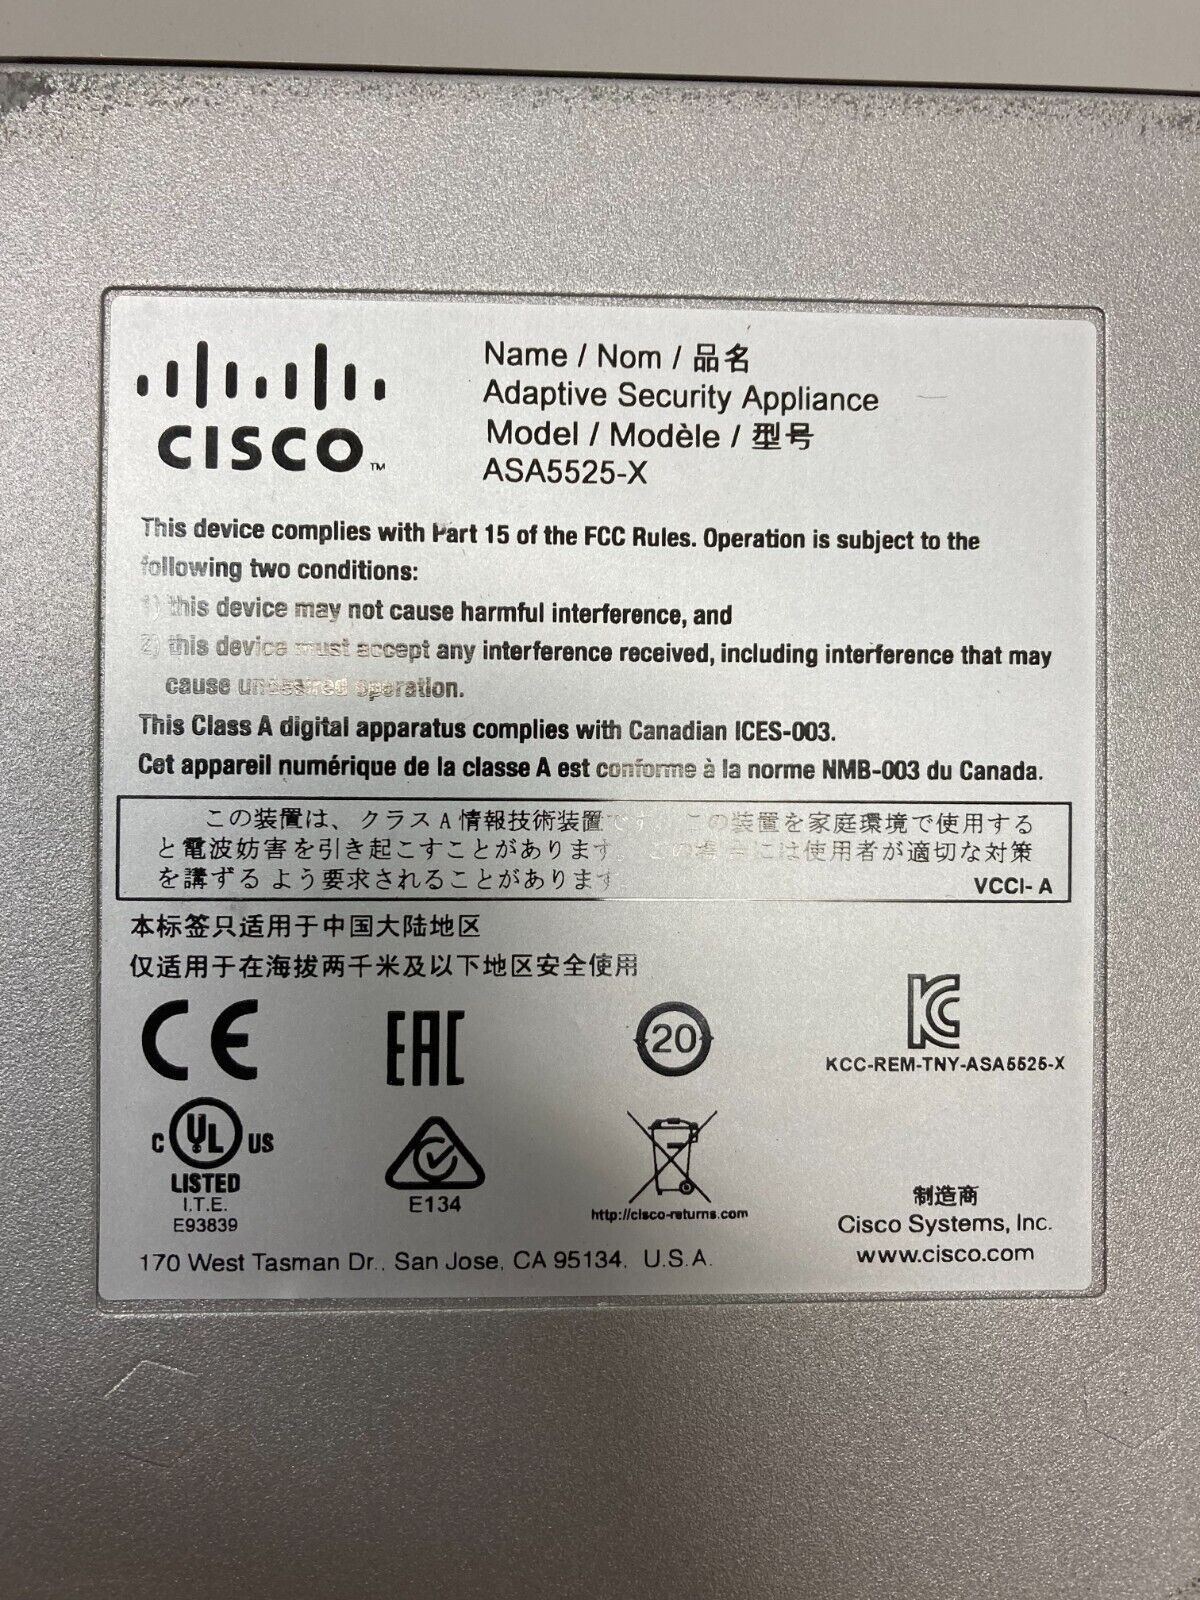 CISCO™
Name / Nom / 品名
Adaptive Security Appliance
Model / Modèle / 型号
ASA5525-X
This device complies with Part 15 of the FCC Rules. Operation is subject to the
following two conditions:
1) this device may not cause harmful interference, and
2) this device must accept any interference received, including interference that may
cause undesired operation.
This Class A digital apparatus complies with Canadian ICES-003.
Cet appareil numérique de la classe A est conforme à la norme NMB-003 du Canada.
この装置は、クラスA情報技術装置です この装置を家庭環境で使用する
と電波妨害を引き起こすことがあります この場合には使用者が適切な対策
を講ずるよう要求されることがあります
VCCI- A
本标签只适用于中国大陆地区
仅适用于在海拔两千米及以下地区安全使用
CE
EAC
20
KC
KCC-REM-TNY-ASA5525-X
C UL US
LISTED
I.T.E.
E93839
E134
http://cisco-returns.com
制造商
Cisco Systems, Inc.
www.cisco.com
170 West Tasman Dr., San Jose, CA 95134, U.S.A.